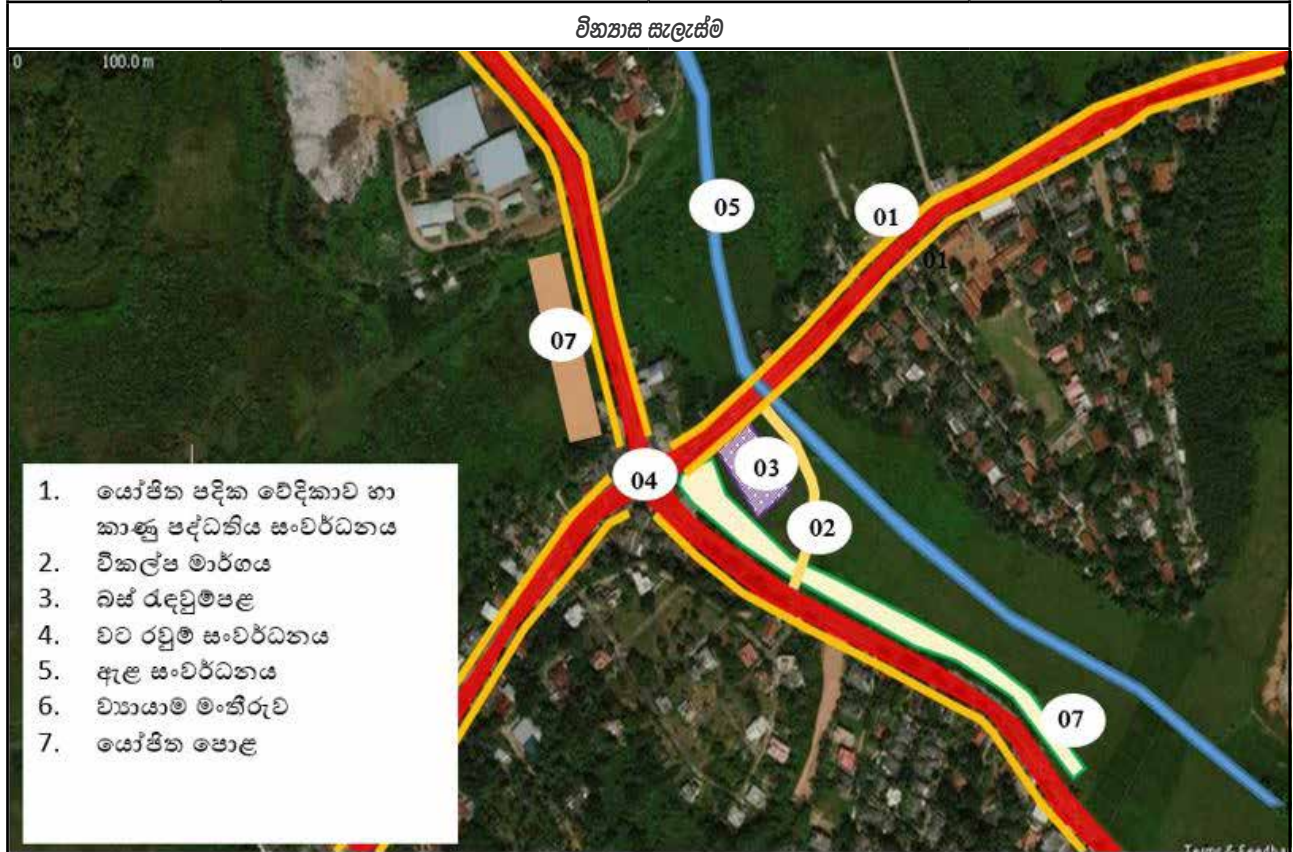 වින්‍යාස සැලැස්ම
0 100.0 m
05
01
01
07
03
04
02
07
1. යෝජිත පදික වේදිකාව හා
කාණු පද්ධතිය සංවර්ධනය
2. විකල්ප මාර්ගය
3. බස් රැඳවුම්පළ
4. වට රවුම් සංවර්ධනය
5. ඇළ සංවර්ධනය
6. ව්‍යායාම මංතීරුව
7. යෝජිත පොළ